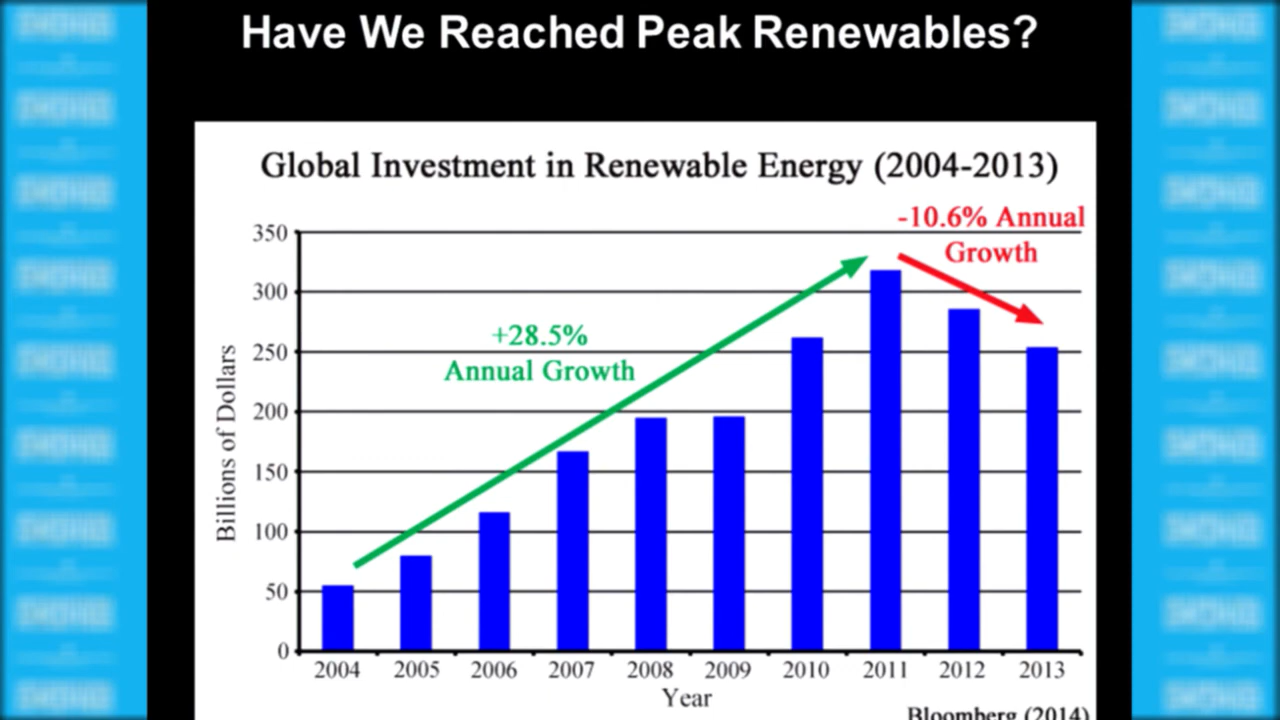 Have We Reached Peak Renewables?
Global Investment in Renewable Energy (2004-2013)
-10.6% Annual
Growth
+28.5%
Annual Growth
Billions of Dollars
350
300
250
200
150
100
50
0
2004 2005 2006 2007 2008 2009 2010 2011 2012 2013
Year
Bloomberg (2014)